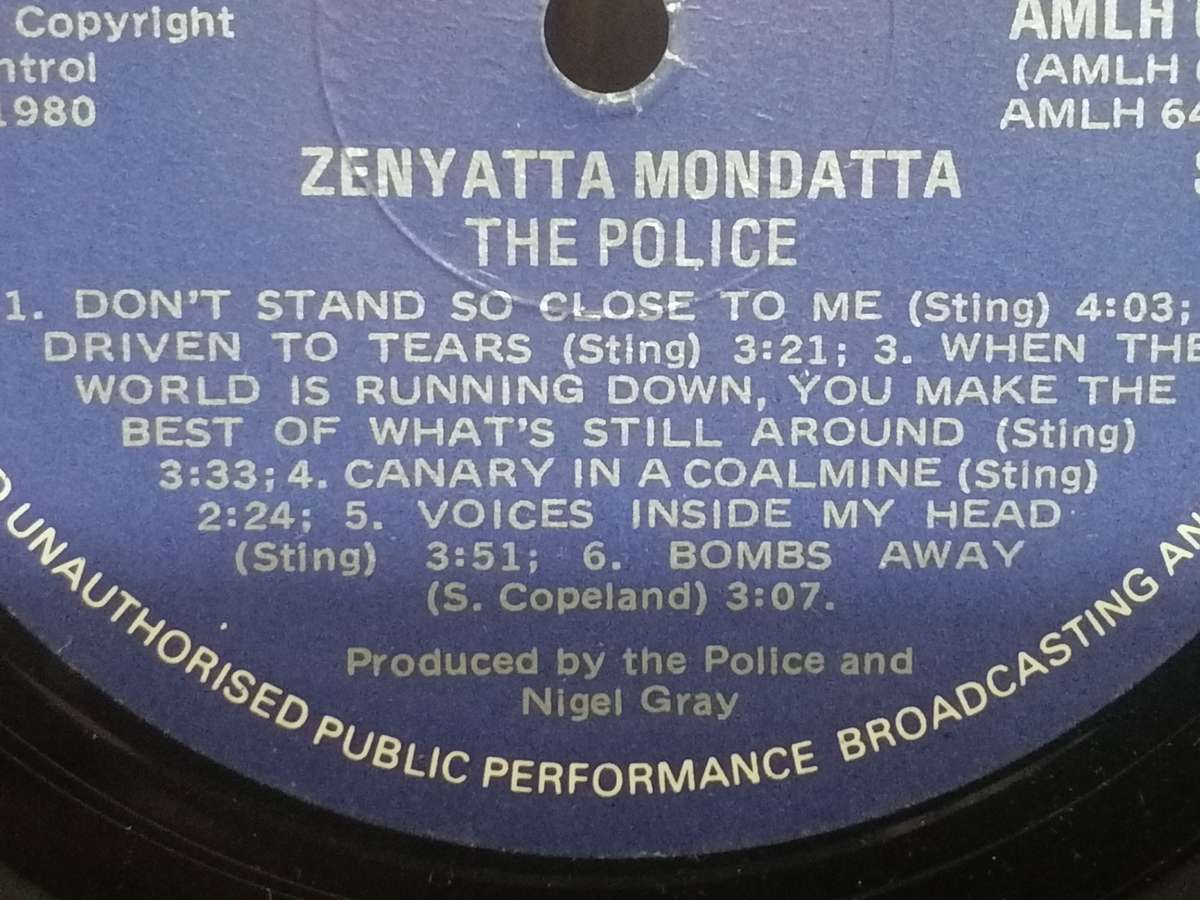 Copyright
ntrol
1980
AMLH
(AMLH
AMLH 64
ZENYATTA MONDATTA
THE POLICE
1. DON'T STAND SO CLOSE TO ME (Sting) 4:03;
DRIVEN TO TEARS (Sting) 3:21; 3. WHEN THE
WORLD IS RUNNING DOWN, YOU MAKE THE
BEST OF WHAT'S STILL AROUND (Sting)
3:33; 4. CANARY IN A COALMINE (Sting)
2:24; 5. VOICES INSIDE MY HEAD
(Sting) 3:51; 6. BOMBS AWAY
(S. Copeland) 3:07.
Produced by the Police and
Nigel Gray
UNAUTHORISED PUBLIC PERFORMANCE BROADCASTING AN